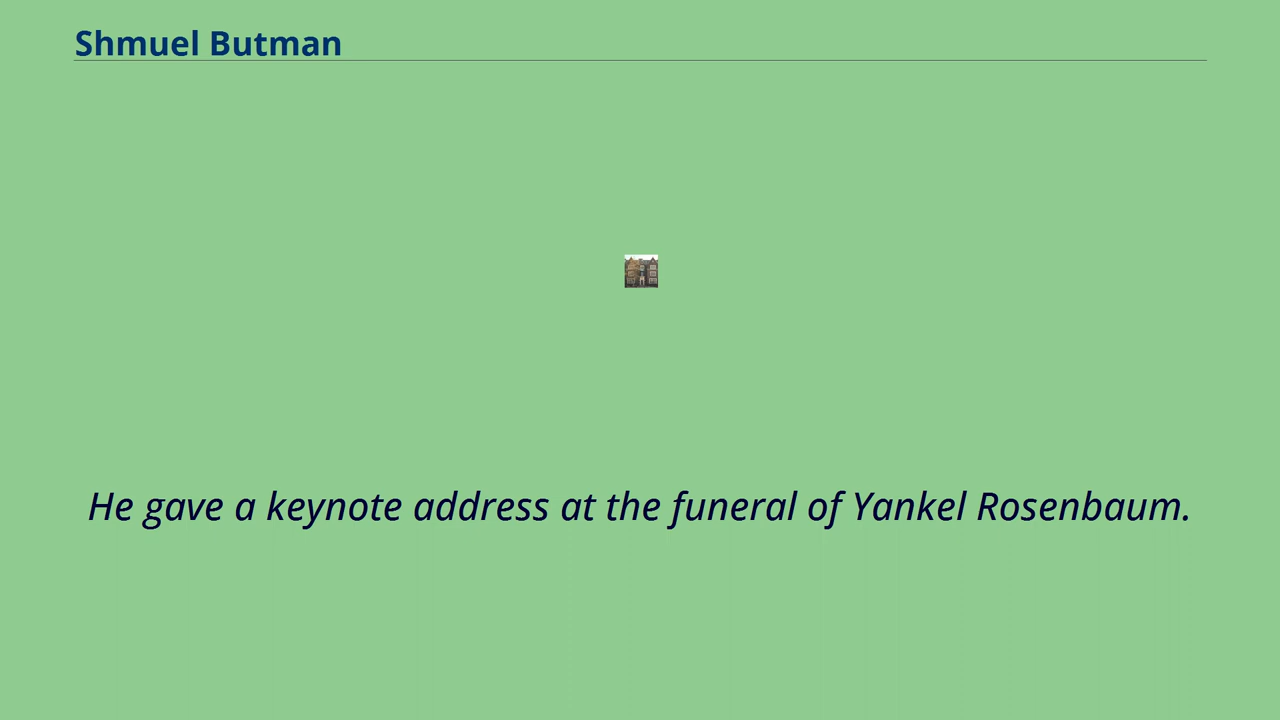 Shmuel Butman
He gave a keynote address at the funeral of Yankel Rosenbaum.